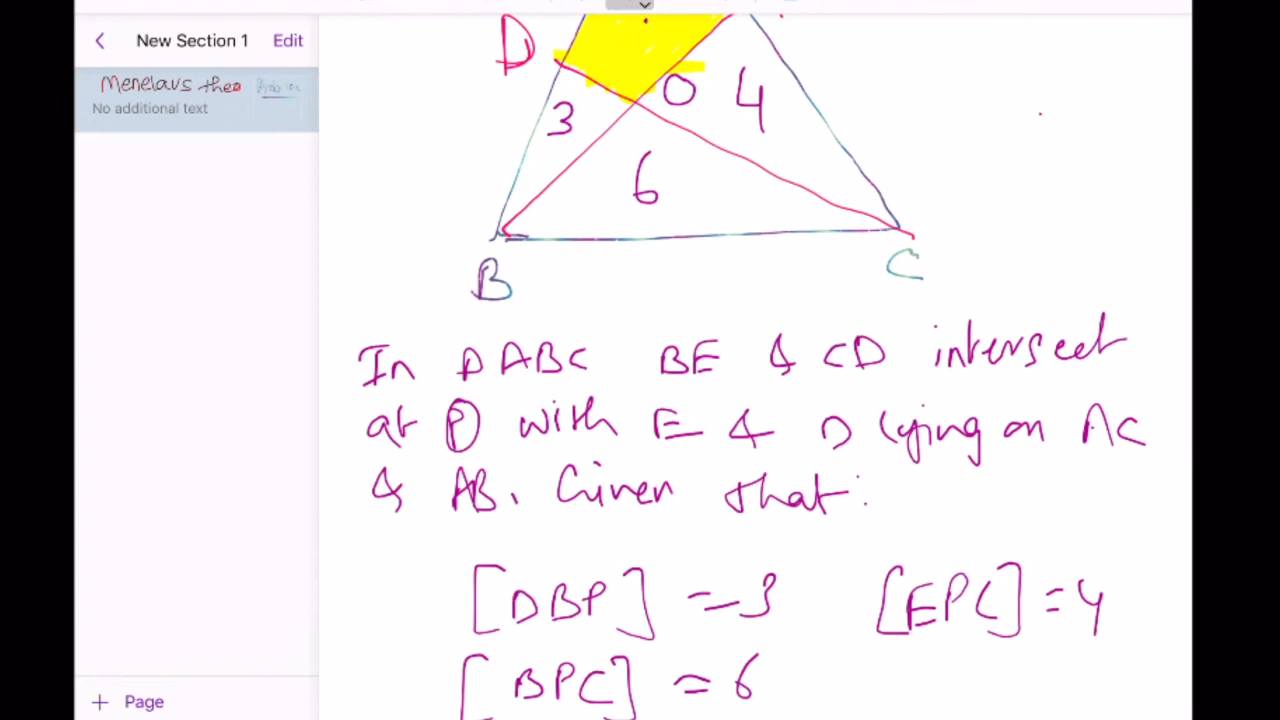 New Section 1 Edit
Menelaus theo
No additional text
D
3
O
4
6
B
C
In Δ ABC BE & CD intersect
at P with E & D lying on AC
& AB. Given that:
[DBP] = 3 [EPC] = 4
[BPC] = 6
+ Page